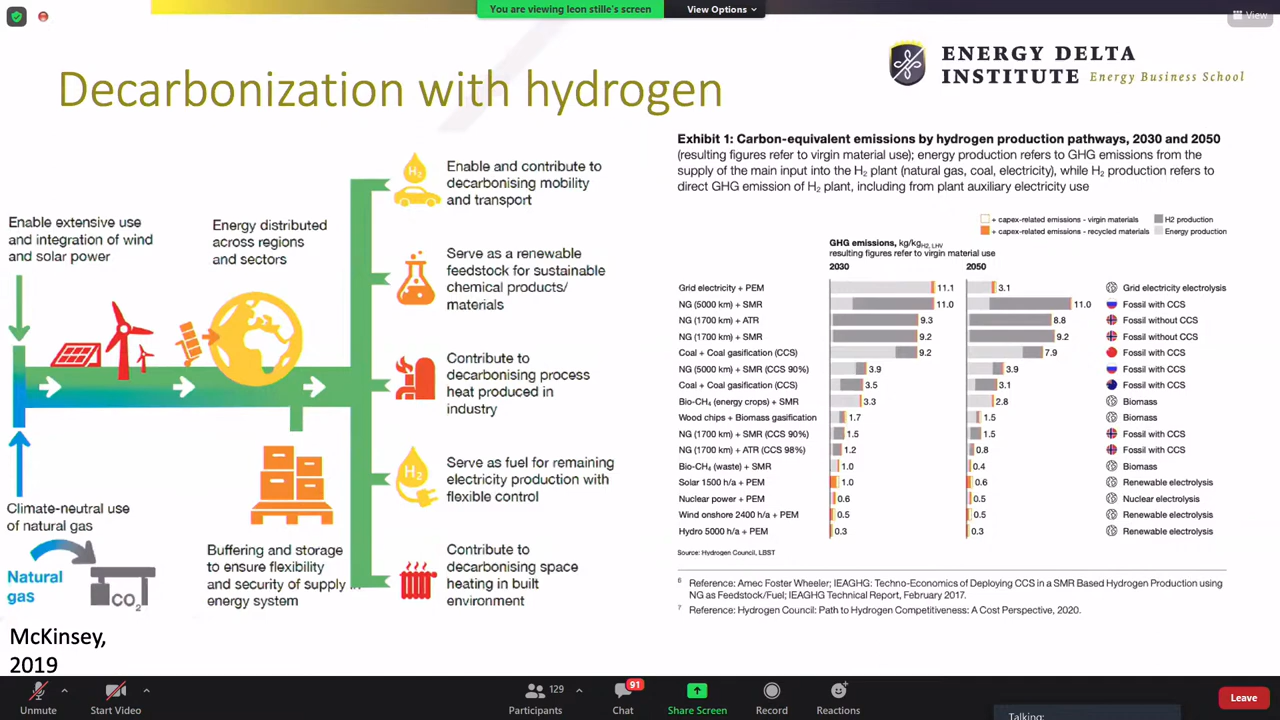 You are viewing leon stille's screen
View Options
View
Decarbonization with hydrogen
ENERGY DELTA
INSTITUTE Energy Business School
Enable extensive use
and integration of wind
and solar power
Energy distributed
across regions
and sectors
Climate-neutral use
of natural gas
Natural
gas
CO2
Buffering and storage
to ensure flexibility
and security of supply in
energy system
H2
Enable and contribute to
decarbonising mobility
and transport
Serve as a renewable
feedstock for sustainable
chemical products/
materials
Contribute to
decarbonising process
heat produced in
industry
H2
Serve as fuel for remaining
electricity production with
flexible control
Contribute to
decarbonising space
heating in built
environment
McKinsey,
2019
Exhibit 1: Carbon-equivalent emissions by hydrogen production pathways, 2030 and 2050
(resulting figures refer to virgin material use); energy production refers to GHG emissions from the
supply of the main input into the H2 plant (natural gas, coal, electricity), while H2 production refers to
direct GHG emission of H2 plant, including from plant auxiliary electricity use
+ capex-related emissions - virgin materials H2 production
+ capex-related emissions - recycled materials Energy production
GHG emissions, kg/kgH2, LHV
resulting figures refer to virgin material use
2030 2050
Grid electricity + PEM 11.1 3.1 Grid electricity electrolysis
NG (5000 km) + SMR 11.0 11.0 Fossil with CCS
NG (1700 km) + ATR 9.3 8.8 Fossil without CCS
NG (1700 km) + SMR 9.2 9.2 Fossil without CCS
Coal + Coal gasification (CCS) 9.2 7.9 Fossil with CCS
NG (5000 km) + SMR (CCS 90%) 3.9 3.9 Fossil with CCS
Coal + Coal gasification (CCS) 3.5 3.1 Fossil with CCS
Bio-CH4 (energy crops) + SMR 3.3 2.8 Biomass
Wood chips + Biomass gasification 1.7 1.5 Biomass
NG (1700 km) + SMR (CCS 90%) 1.5 1.5 Fossil with CCS
NG (1700 km) + ATR (CCS 98%) 1.2 0.8 Fossil with CCS
Bio-CH4 (waste) + SMR 1.0 0.4 Biomass
Solar 1500 h/a + PEM 1.0 0.6 Renewable electrolysis
Nuclear power + PEM 0.6 0.5 Nuclear electrolysis
Wind onshore 2400 h/a + PEM 0.5 0.5 Renewable electrolysis
Hydro 5000 h/a + PEM 0.3 0.3 Renewable electrolysis
Source: Hydrogen Council, LBST
6 Reference: Amec Foster Wheeler; IEAGHG: Techno-Economics of Deploying CCS in a SMR Based Hydrogen Production using
NG as Feedstock/Fuel; IEAGHG Technical Report, February 2017.
7 Reference: Hydrogen Council: Path to Hydrogen Competitiveness: A Cost Perspective, 2020.
Unmute
Start Video
129
Participants
91
Chat
Share Screen
Record
Reactions
Leave
Talking: